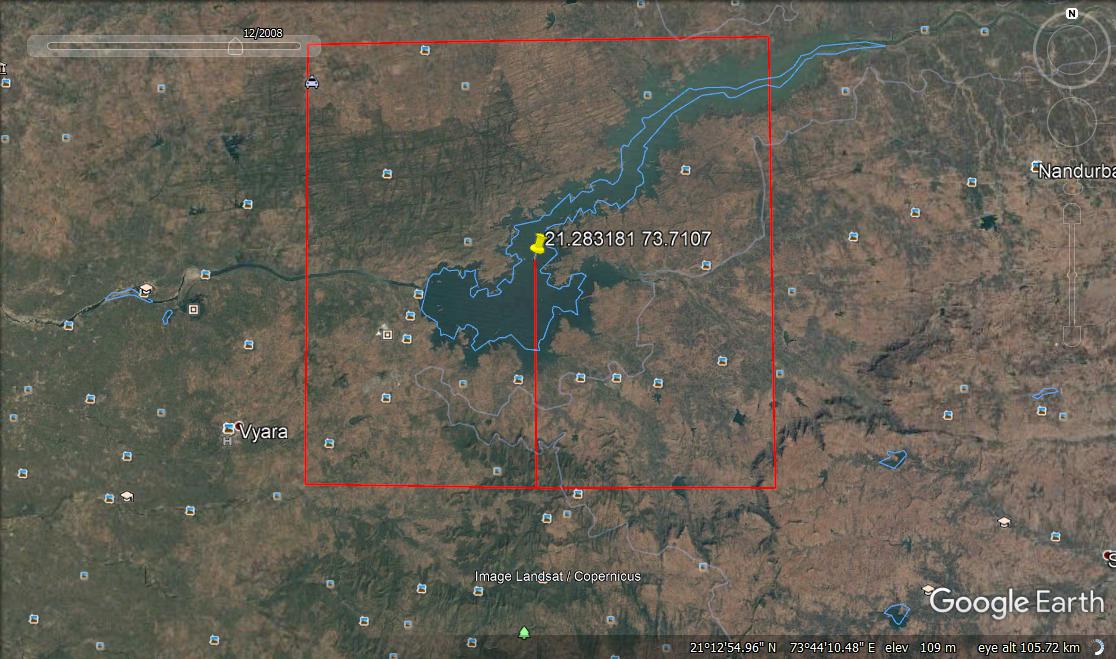 12/2008
N
Nandurba
21.283181 73.7107
Vyara
H
S
Image Landsat / Copernicus
Google Earth
21°12'54.96" N 73°44'10.48" E elev 109 m eye alt 105.72 km